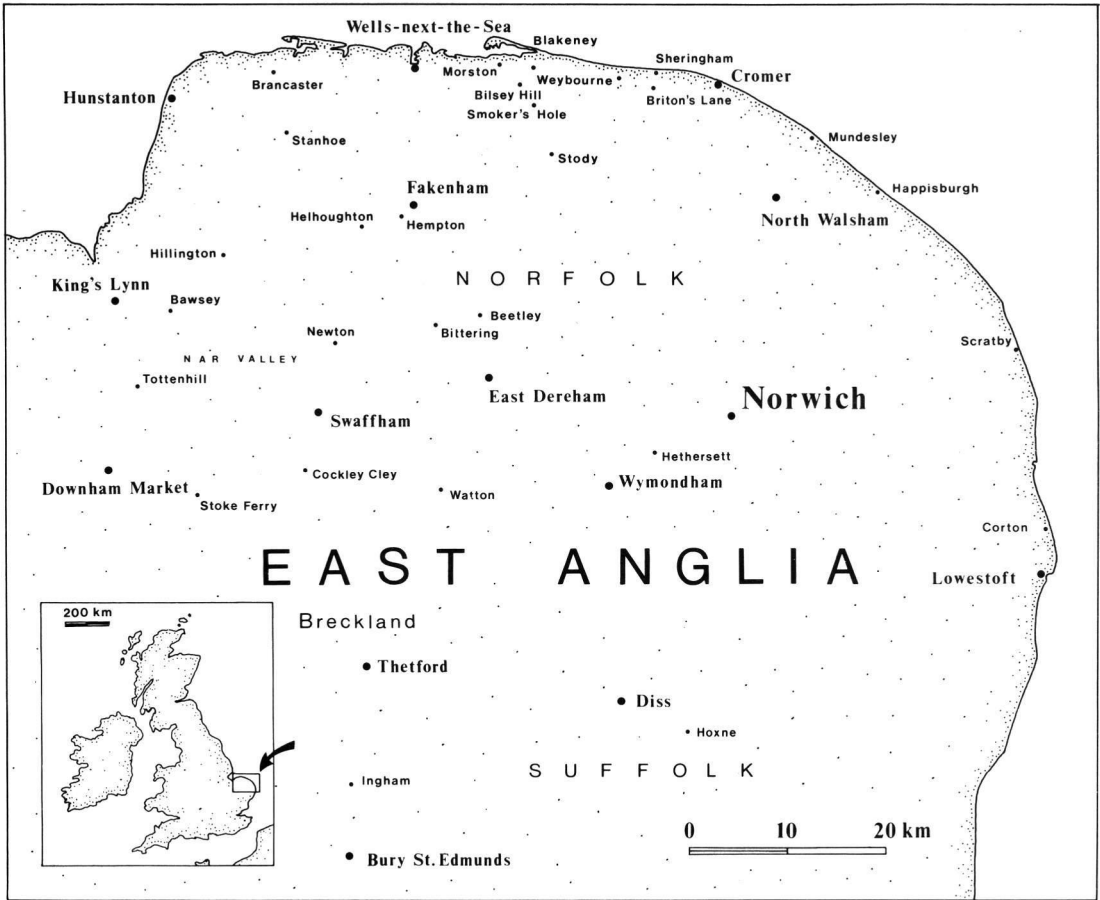 Wells-next-the-Sea
Blakeney
Sheringham
Morston
Weybourne
Cromer
Brancaster
Bilsey Hill
Briton's Lane
Hunstanton
Smoker's Hole
Stanhoe
Mundesley
Stody
Fakenham
Happisburgh
Helhoughton
Hempton
North Walsham
Hillington
NORFOLK
King's Lynn
Bawsey
Beetley
Newton
Bittering
Scratby
NAR VALLEY
Tottenhill
East Dereham
Norwich
Swaffham
Hethersett
Cockley Cley
Downham Market
Wymondham
Watton
Stoke Ferry
Corton
EAST ANGLIA
Lowestoft
200 km
Breckland
Thetford
Diss
Hoxne
SUFFOLK
Ingham
0 10 20 km
Bury St. Edmunds